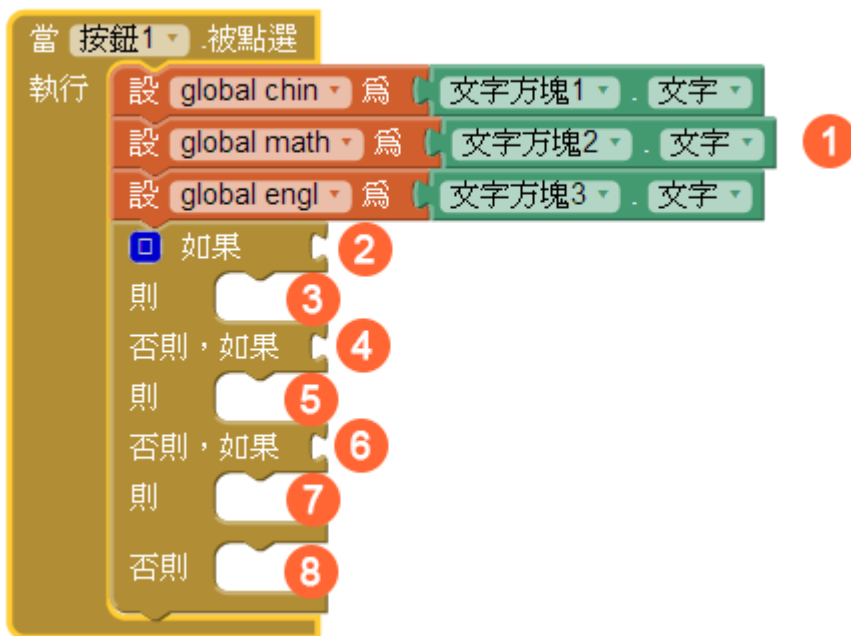 當 按鈕1 .被點選
執行 設 global chin 為 文字方塊1 . 文字
設 global math 為 文字方塊2 . 文字 1
設 global engl 為 文字方塊3 . 文字
如果 2
則 3
否則，如果 4
則 5
否則，如果 6
則 7
否則 8